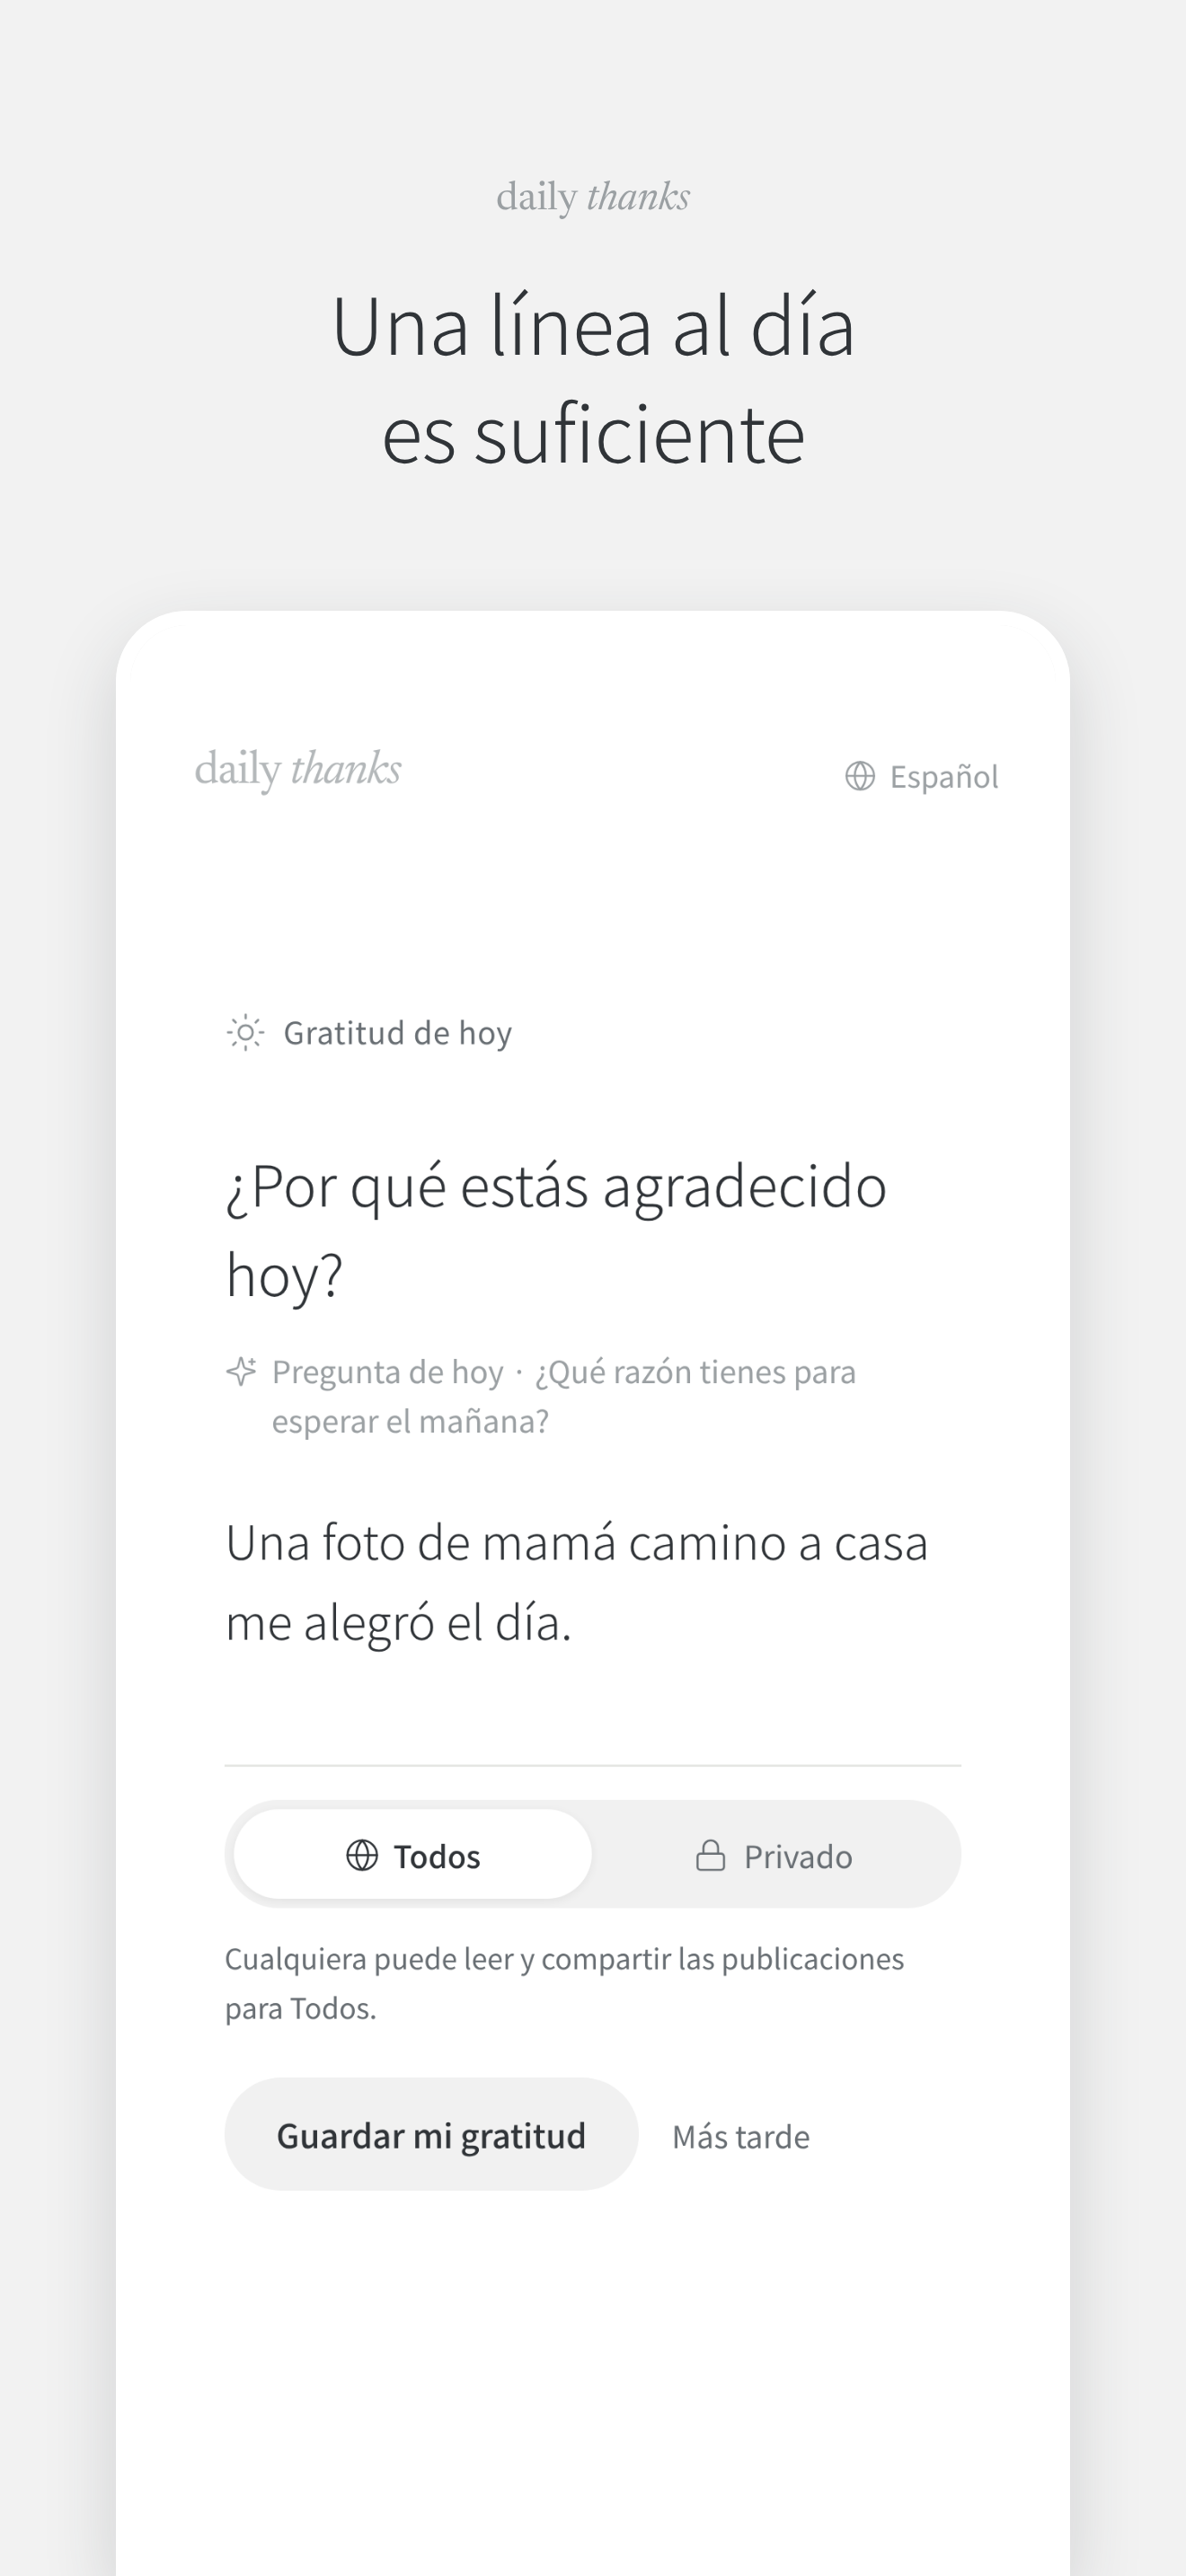 daily thanks
Una línea al día
es suficiente
daily thanks
Español
Gratitud de hoy
¿Por qué estás agradecido
hoy?
Pregunta de hoy · ¿Qué razón tienes para
esperar el mañana?
Una foto de mamá camino a casa
me alegró el día.
Todos
Privado
Cualquiera puede leer y compartir las publicaciones
para Todos.
Guardar mi gratitud
Más tarde